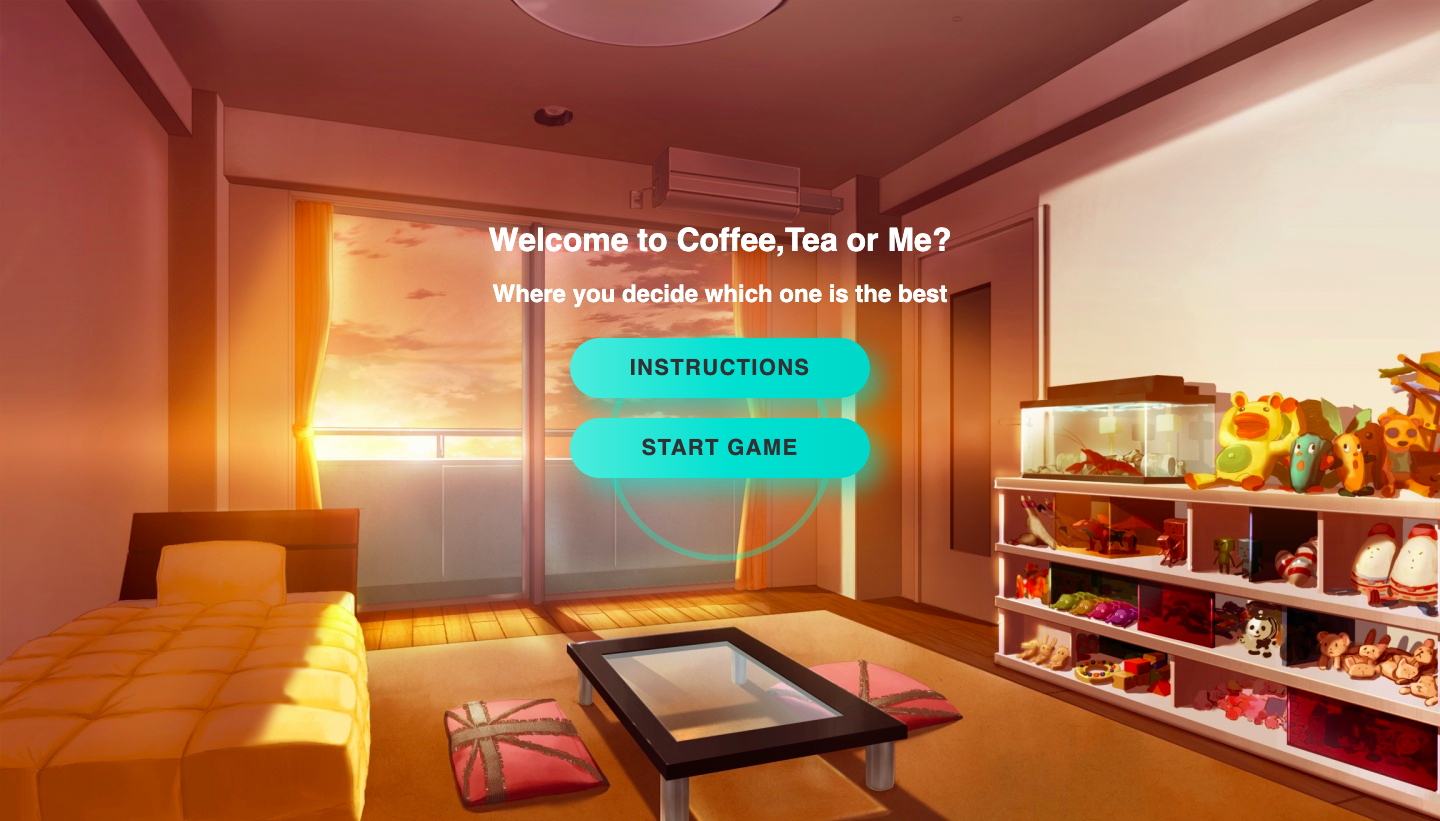 Welcome to Coffee,Tea or Me?
Where you decide which one is the best
INSTRUCTIONS
START GAME